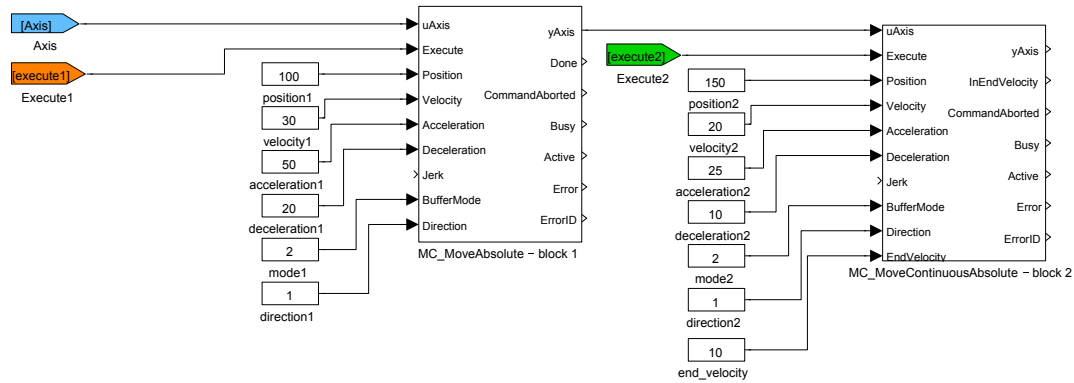 [Axis]
Axis
[execute1]
Execute1
100
position1
30
velocity1
50
acceleration1
20
deceleration1
2
mode1
1
direction1
uAxis
Execute
Position
Velocity
Acceleration
Deceleration
Jerk
BufferMode
Direction
yAxis
Done
CommandAborted
Busy
Active
Error
ErrorID
MC_MoveAbsolute − block 1
[execute2]
Execute2
150
position2
20
velocity2
25
acceleration2
10
deceleration2
2
mode2
1
direction2
10
end_velocity
uAxis
Execute
Position
Velocity
Acceleration
Deceleration
Jerk
BufferMode
Direction
EndVelocity
yAxis
InEndVelocity
CommandAborted
Busy
Active
Error
ErrorID
MC_MoveContinuousAbsolute − block 2